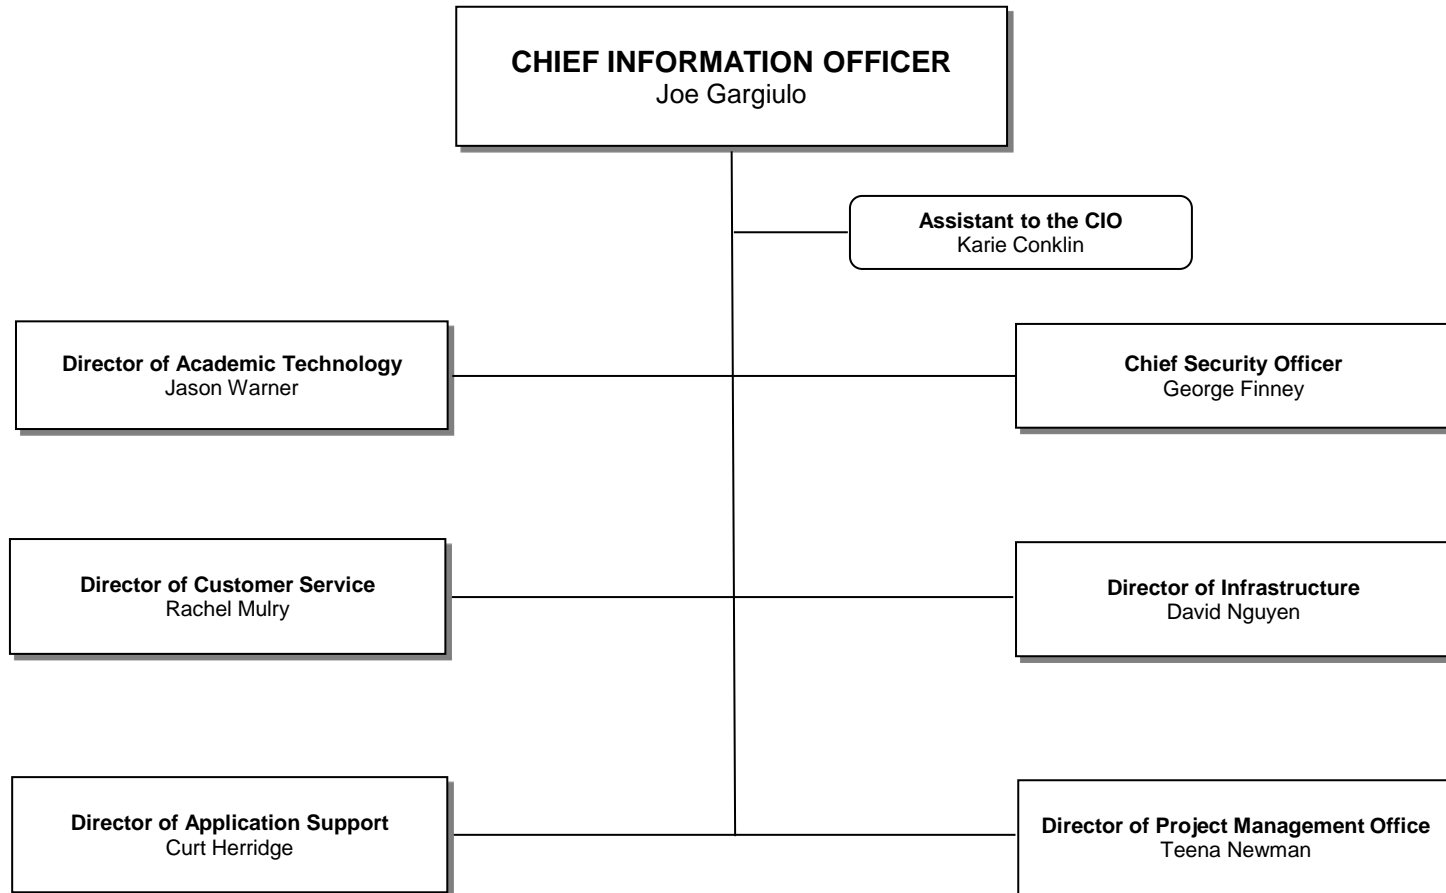 CHIEF INFORMATION OFFICER
Joe Gargiulo
Assistant to the CIO
Karie Conklin
Director of Academic Technology
Jason Warner
Chief Security Officer
George Finney
Director of Customer Service
Rachel Mulry
Director of Infrastructure
David Nguyen
Director of Application Support
Curt Herridge
Director of Project Management Office
Teena Newman